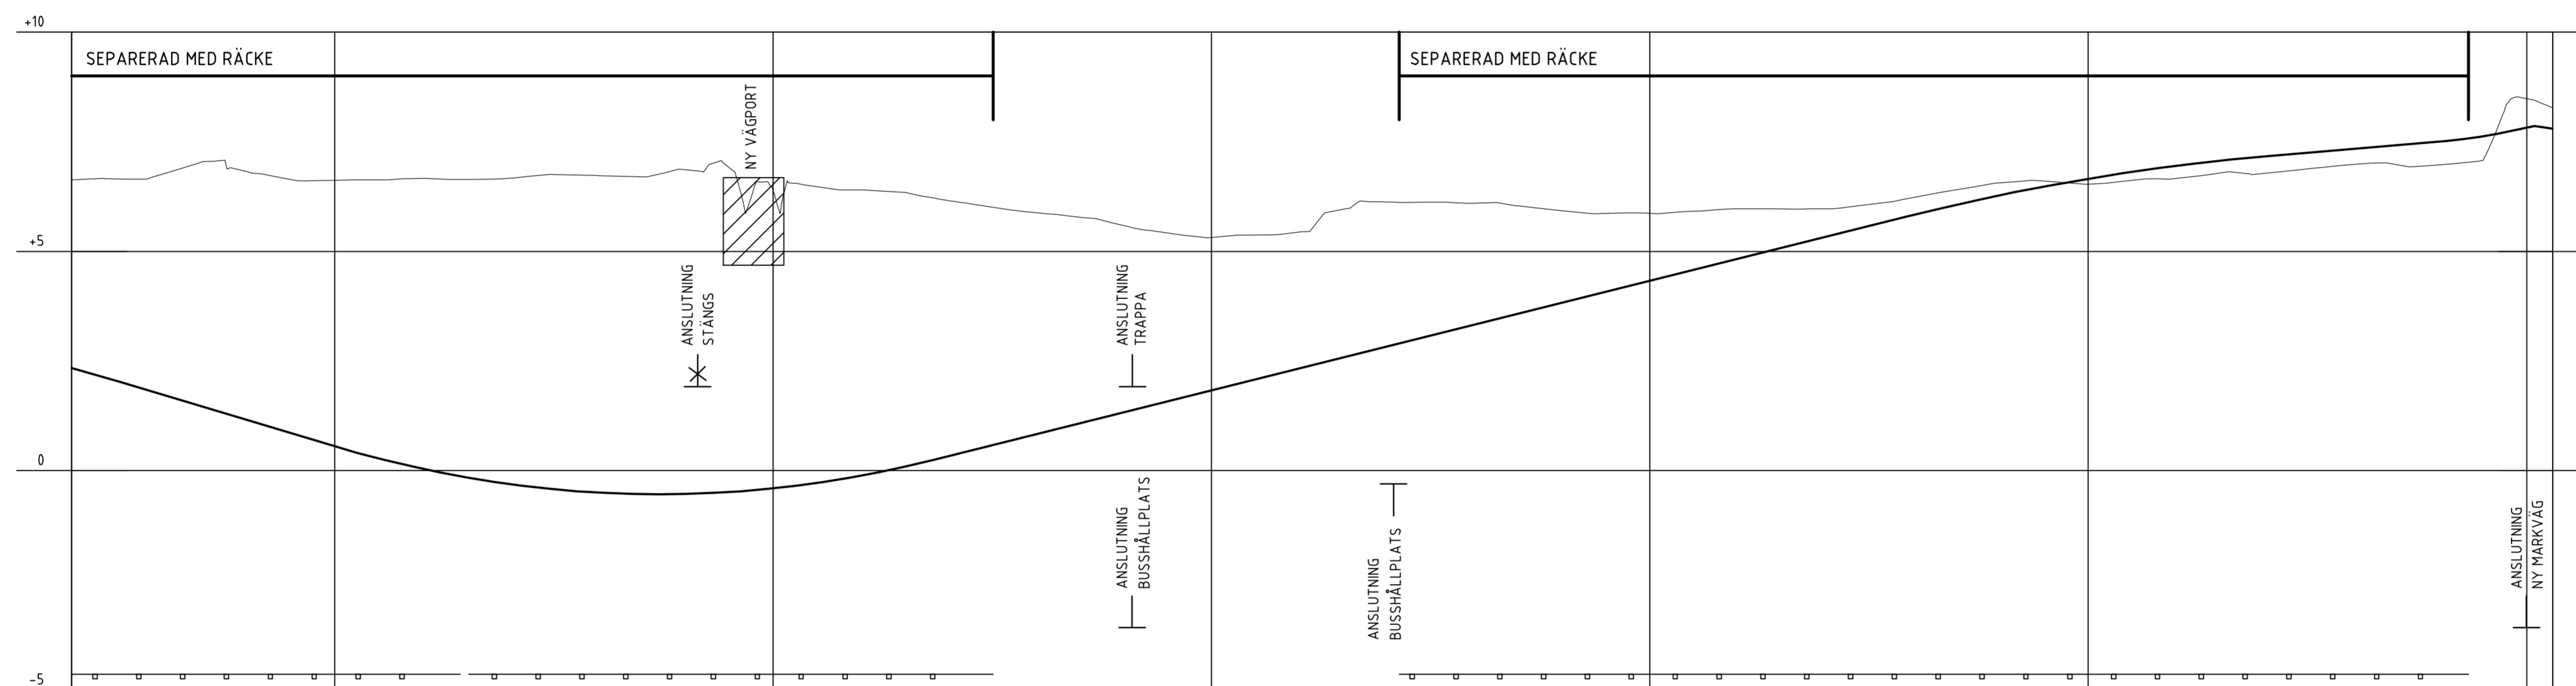 +10
SEPARERAD MED RÄCKE
SEPARERAD MED RÄCKE
NY VÄGPORT
+5
ANSLUTNING
STÄNGS
ANSLUTNING
TRAPPA
0
ANSLUTNING
BUSSHÅLLPLATS
ANSLUTNING
BUSSHÅLLPLATS
ANSLUTNING
NY MARKVÄG
-5